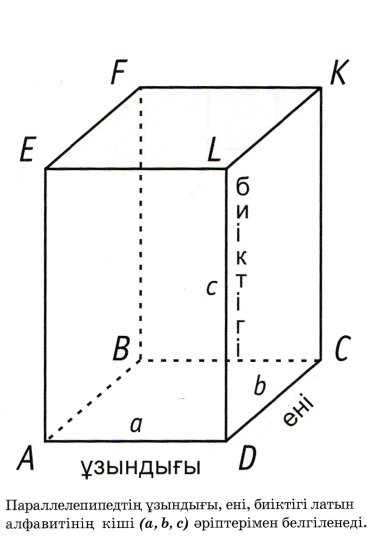 F K
E L
биіктігі
c
B C
b
a
ені
A D
ұзындығы
Параллелепипедтің ұзындығы, ені, биіктігі латын
алфавитінің кіші (a, b, c) әріптерімен белгіленеді.